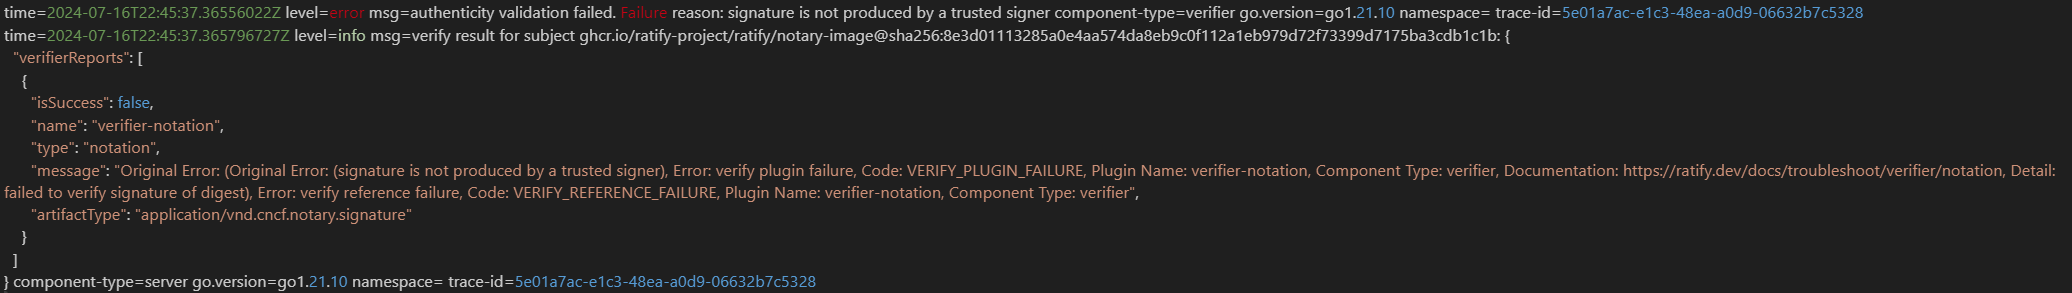 time=2024-07-16T22:45:37.36556022Z level=error msg=authenticity validation failed. Failure reason: signature is not produced by a trusted signer component-type=verifier go.version=go1.21.10 namespace= trace-id=5e01a7ac-e1c3-48ea-a0d9-06632b7c5328
time=2024-07-16T22:45:37.365796727Z level=info msg=verify result for subject ghcr.io/ratify-project/ratify/notary-image@sha256:8e3d01113285a0e4aa574da8eb9c0f112a1eb979d72f73399d7175ba3cdb1c1b: {
"verifierReports": [
{
"isSuccess": false,
"name": "verifier-notation",
"type": "notation",
"message": "Original Error: (Original Error: (signature is not produced by a trusted signer), Error: verify plugin failure, Code: VERIFY_PLUGIN_FAILURE, Plugin Name: verifier-notation, Component Type: verifier, Documentation: https://ratify.dev/docs/troubleshoot/verifier/notation, Detail:
failed to verify signature of digest), Error: verify reference failure, Code: VERIFY_REFERENCE_FAILURE, Plugin Name: verifier-notation, Component Type: verifier",
"artifactType": "application/vnd.cncf.notary.signature"
}
]
} component-type=server go.version=go1.21.10 namespace= trace-id=5e01a7ac-e1c3-48ea-a0d9-06632b7c5328